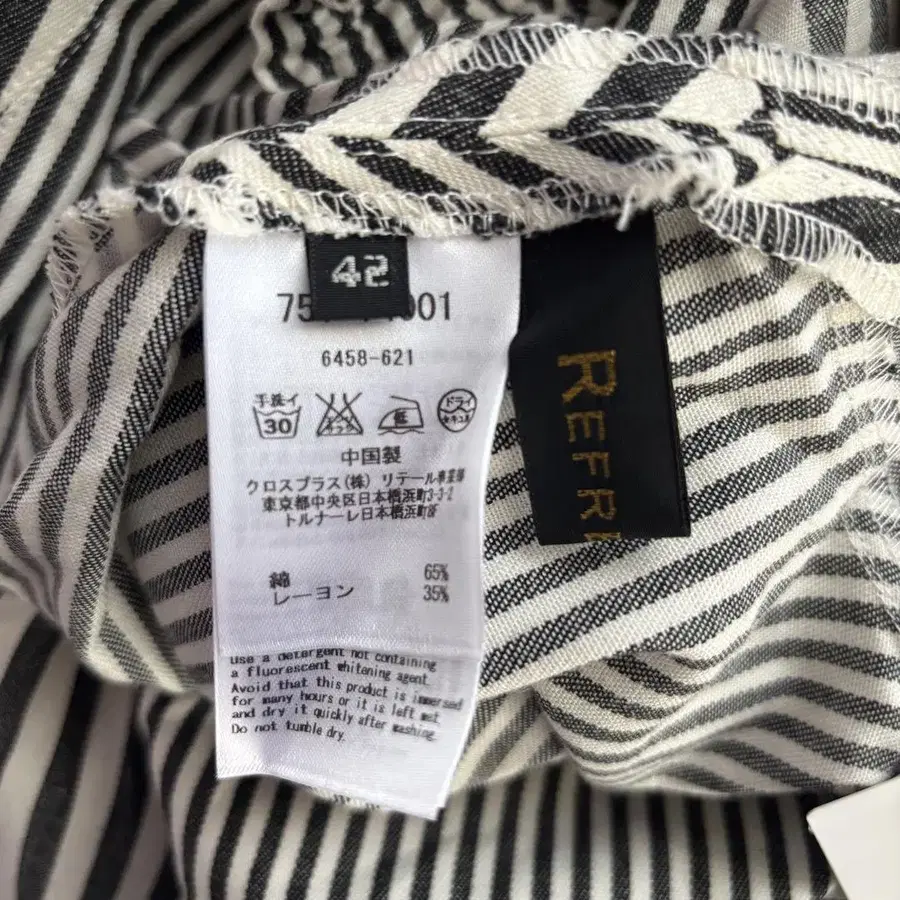 42
6458-621
手洗イ
30
ドライ
中国製
クロスプラス(株) リテール事業部
東京都中央区日本橋浜町3-3-2
トルナーレ日本橋浜町8F
綿 65%
レーヨン 35%
use a detergent not containing
a fluorescent whitening agent.
Avoid that this product is immersed
for many hours or it is left wet
and dry it quickly after washing.
Do not tumble dry.
REFR